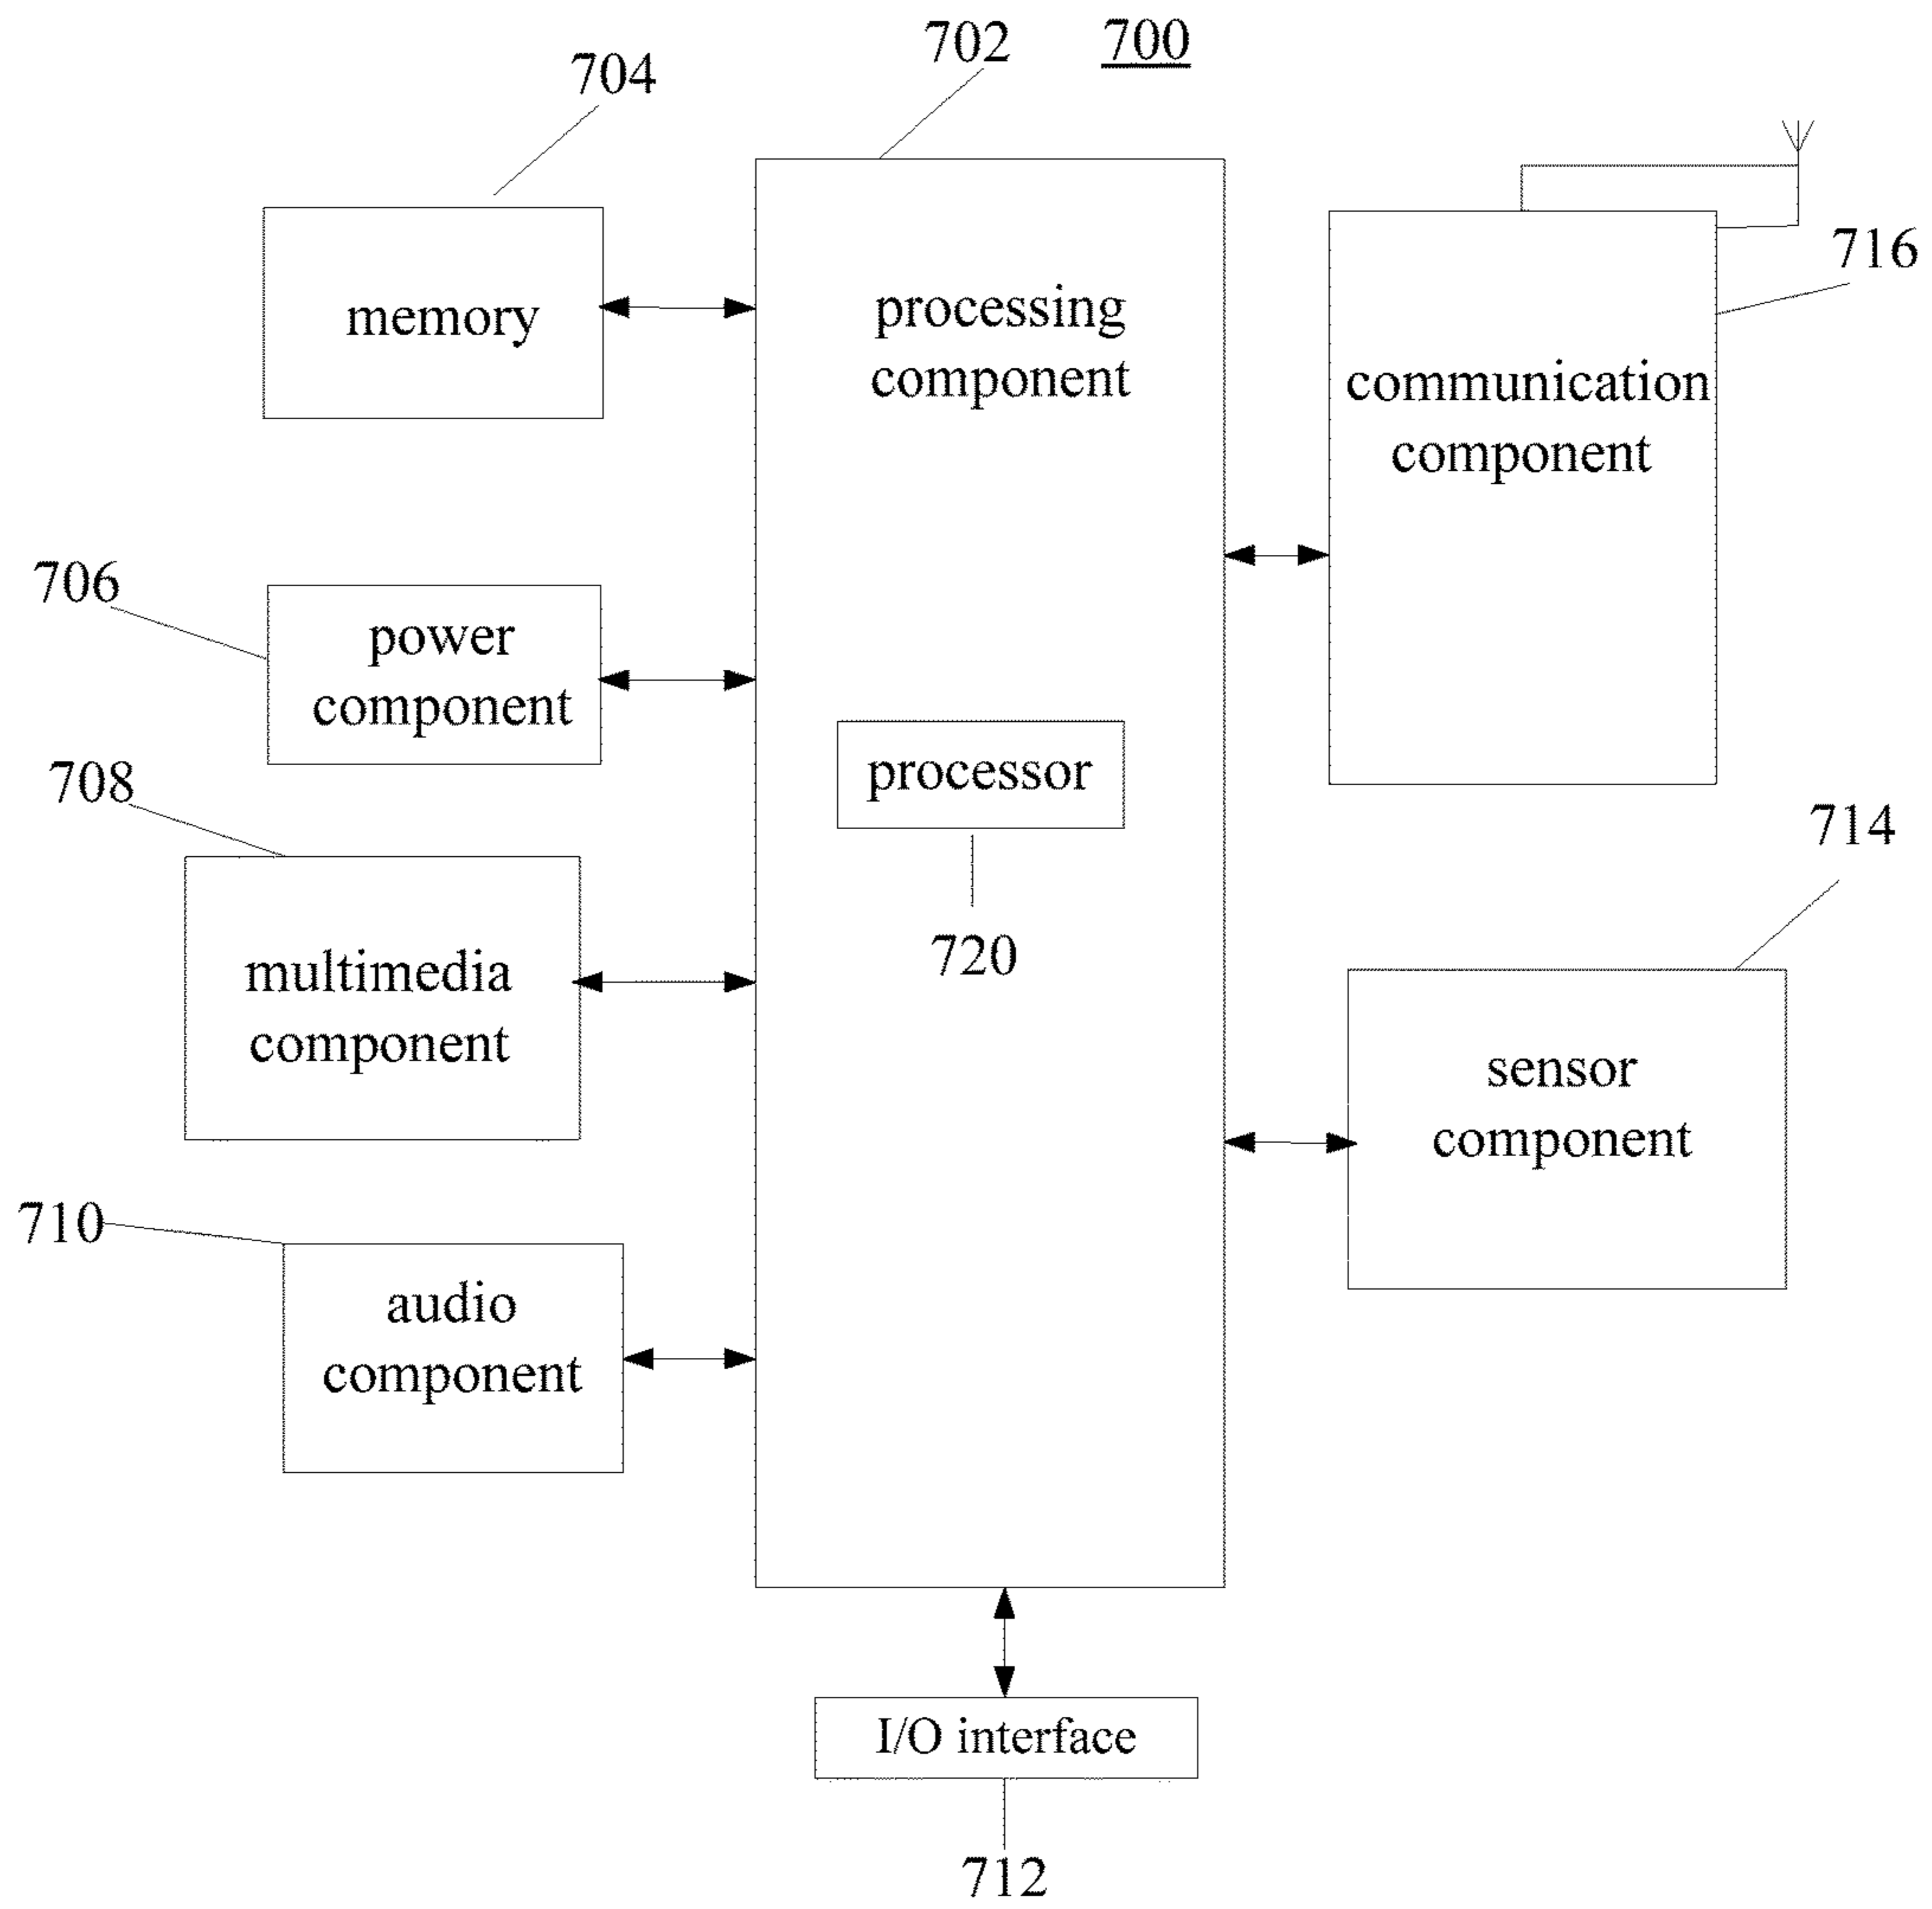 702
700
704
716
memory
processing
component
communication
component
706
power
component
708
processor
720
714
multimedia
component
sensor
component
710
audio
component
I/O interface
712